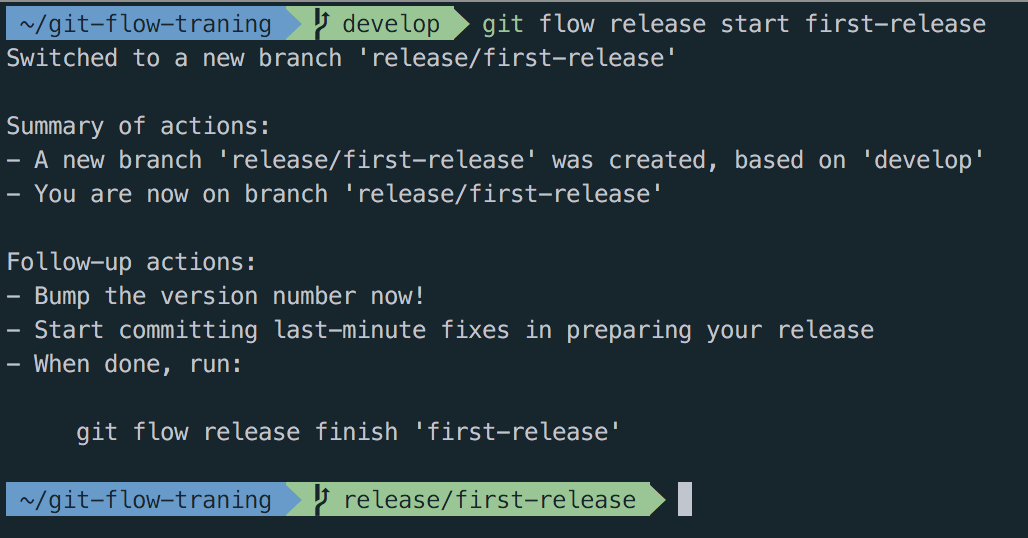 ~/git-flow-traning develop git flow release start first-release
Switched to a new branch 'release/first-release'
Summary of actions:
- A new branch 'release/first-release' was created, based on 'develop'
- You are now on branch 'release/first-release'
Follow-up actions:
- Bump the version number now!
- Start committing last-minute fixes in preparing your release
- When done, run:
git flow release finish 'first-release'
~/git-flow-traning release/first-release